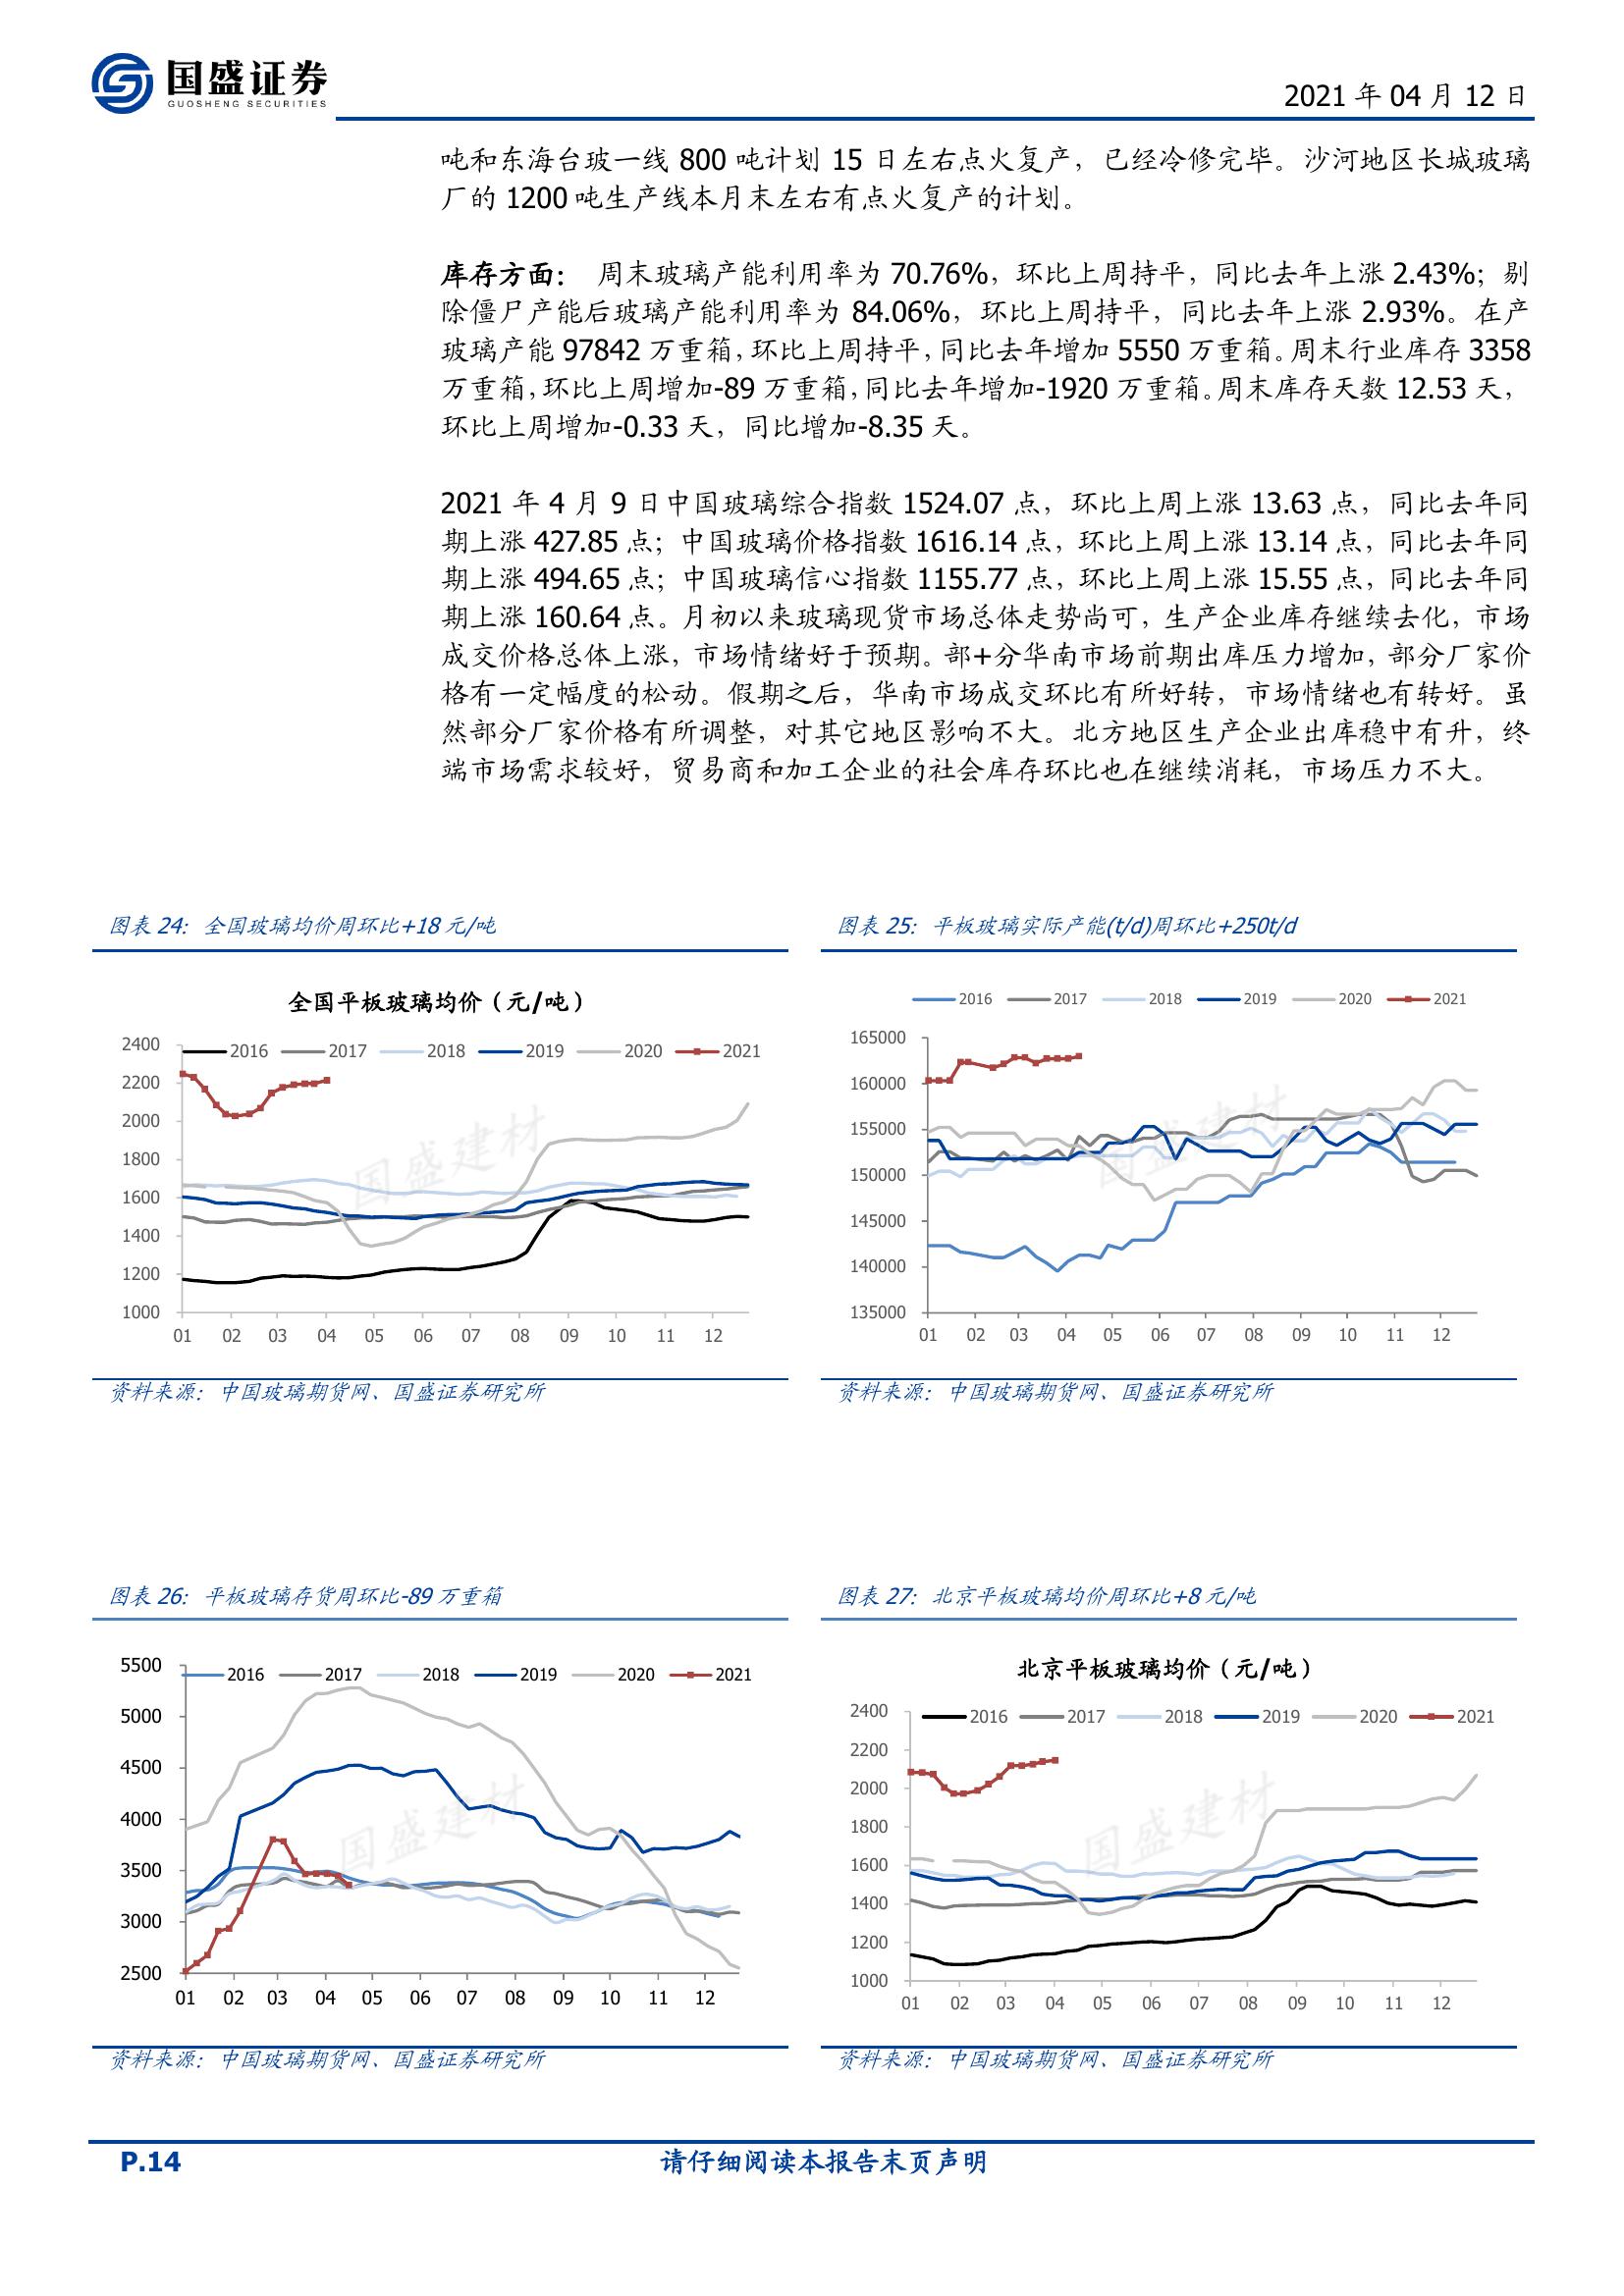 国盛证券
GUOSHENG SECURITIES
2021 年 04 月 12 日
吨和东海台玻一线 800 吨计划 15 日左右点火复产，已经冷修完毕。沙河地区长城玻璃
厂的 1200 吨生产线本月末左右有点火复产的计划。
库存方面： 周末玻璃产能利用率为 70.76%，环比上周持平，同比去年上涨 2.43%；剔
除僵尸产能后玻璃产能利用率为 84.06%，环比上周持平，同比去年上涨 2.93%。在产
玻璃产能 97842 万重箱，环比上周持平，同比去年增加 5550 万重箱。周末行业库存 3358
万重箱，环比上周增加-89 万重箱，同比去年增加-1920 万重箱。周末库存天数 12.53 天，
环比上周增加-0.33 天，同比增加-8.35 天。
2021 年 4 月 9 日中国玻璃综合指数 1524.07 点，环比上周上涨 13.63 点，同比去年同
期上涨 427.85 点；中国玻璃价格指数 1616.14 点，环比上周上涨 13.14 点，同比去年同
期上涨 494.65 点；中国玻璃信心指数 1155.77 点，环比上周上涨 15.55 点，同比去年同
期上涨 160.64 点。月初以来玻璃现货市场总体走势尚可，生产企业库存继续去化，市场
成交价格总体上涨，市场情绪好于预期。部+分华南市场前期出库压力增加，部分厂家价
格有一定幅度的松动。假期之后，华南市场成交环比有所好转，市场情绪也有转好。虽
然部分厂家价格有所调整，对其它地区影响不大。北方地区生产企业出库稳中有升，终
端市场需求较好，贸易商和加工企业的社会库存环比也在继续消耗，市场压力不大。
图表 24：全国玻璃均价周环比+18 元/吨
全国平板玻璃均价（元/吨）
2016 2017 2018 2019 2020 2021
2400
2200
2000
1800
1600
1400
1200
1000
01 02 03 04 05 06 07 08 09 10 11 12
国盛建材
资料来源：中国玻璃期货网、国盛证券研究所
图表 25：平板玻璃实际产能(t/d)周环比+250t/d
2016 2017 2018 2019 2020 2021
165000
160000
155000
150000
145000
140000
135000
01 02 03 04 05 06 07 08 09 10 11 12
国盛建材
资料来源：中国玻璃期货网、国盛证券研究所
图表 26：平板玻璃存货周环比-89 万重箱
2016 2017 2018 2019 2020 2021
5500
5000
4500
4000
3500
3000
2500
01 02 03 04 05 06 07 08 09 10 11 12
国盛建材
资料来源：中国玻璃期货网、国盛证券研究所
图表 27：北京平板玻璃均价周环比+8 元/吨
北京平板玻璃均价（元/吨）
2016 2017 2018 2019 2020 2021
2400
2200
2000
1800
1600
1400
1200
1000
01 02 03 04 05 06 07 08 09 10 11 12
国盛建材
资料来源：中国玻璃期货网、国盛证券研究所
P.14
请仔细阅读本报告末页声明